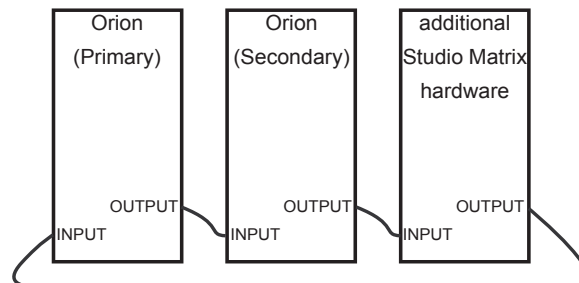 Orion
(Primary)
OUTPUT
INPUT
Orion
(Secondary)
OUTPUT
INPUT
additional
Studio Matrix
hardware
OUTPUT
INPUT